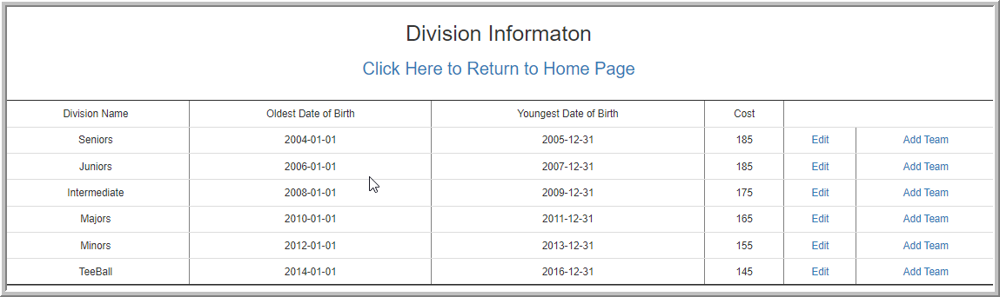 Division Informaton
Click Here to Return to Home Page
Division Name Oldest Date of Birth Youngest Date of Birth Cost
Seniors 2004-01-01 2005-12-31 185 Edit Add Team
Juniors 2006-01-01 2007-12-31 185 Edit Add Team
Intermediate 2008-01-01 2009-12-31 175 Edit Add Team
Majors 2010-01-01 2011-12-31 165 Edit Add Team
Minors 2012-01-01 2013-12-31 155 Edit Add Team
TeeBall 2014-01-01 2016-12-31 145 Edit Add Team